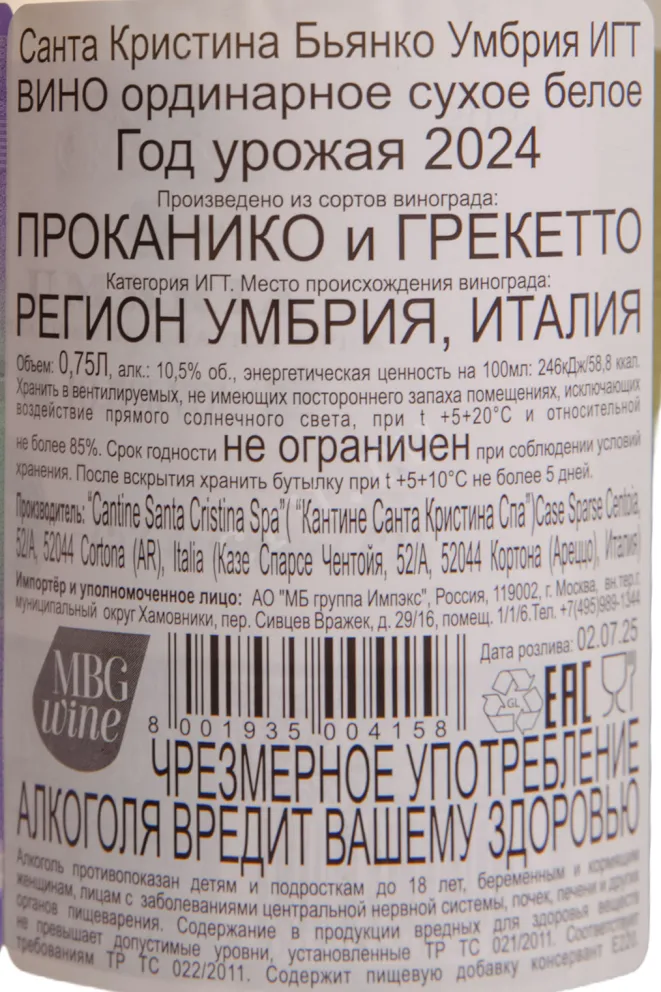 Санта Кристина Бьянко Умбрия ИГТ
ВИНО ординарное сухое белое
Год урожая 2024
Произведено из сортов винограда:
ПРОКАНИКО и ГРЕКЕТТО
Категория ИГТ. Место происхождения винограда:
РЕГИОН УМБРИЯ, ИТАЛИЯ
Объем: 0,75Л, алк.: 10,5% об., энергетическая ценность на 100мл: 246кДж/58,8 ккал.
Хранить в вентилируемых, не имеющих постороннего запаха помещениях, исключающих
воздействие прямого солнечного света, при t +5+20°С и относительной
не более 85%. Срок годности не ограничен при соблюдении условий
хранения. После вскрытия хранить бутылку при t +5+10°С не более 5 дней.
Производитель: "Cantine Santa Cristina Spa"( "Кантине Санта Кристина Спа")Case Sparse Centoia,
52/A, 52044 Cortona (AR), Italia (Казе Спарсе Чентойя, 52/А, 52044 Кортона (Ареццо), Италия)
Импортёр и уполномоченное лицо: АО "МБ группа Импэкс", Россия, 119002, г. Москва, вн.тер.г.
муниципальный округ Хамовники, пер. Сивцев Вражек, д. 29/16, помещ. 1/1/6.Тел. +7(495)989-1344
Дата розлива: 02.07.25
MBG
wine
GL
EAC
8 001935 004158
ЧРЕЗМЕРНОЕ УПОТРЕБЛЕНИЕ
АЛКОГОЛЯ ВРЕДИТ ВАШЕМУ ЗДОРОВЬЮ
Алкоголь противопоказан детям и подросткам до 18 лет, беременным и кормящим
женщинам, лицам с заболеваниями центральной нервной системы, почек, печени и других
органов пищеварения. Содержание в продукции вредных для здоровья веществ
не превышает допустимые уровни, установленные ТР ТС 021/2011. Соответствует
требованиям ТР ТС 022/2011. Содержит пищевую добавку консервант Е220.